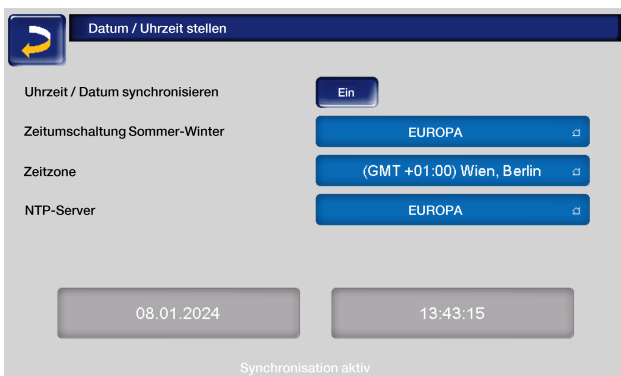 Datum / Uhrzeit stellen
Uhrzeit / Datum synchronisieren Ein
Zeitumschaltung Sommer-Winter EUROPA
Zeitzone (GMT +01:00) Wien, Berlin
NTP-Server EUROPA
08.01.2024 13:43:15
Synchronisation aktiv